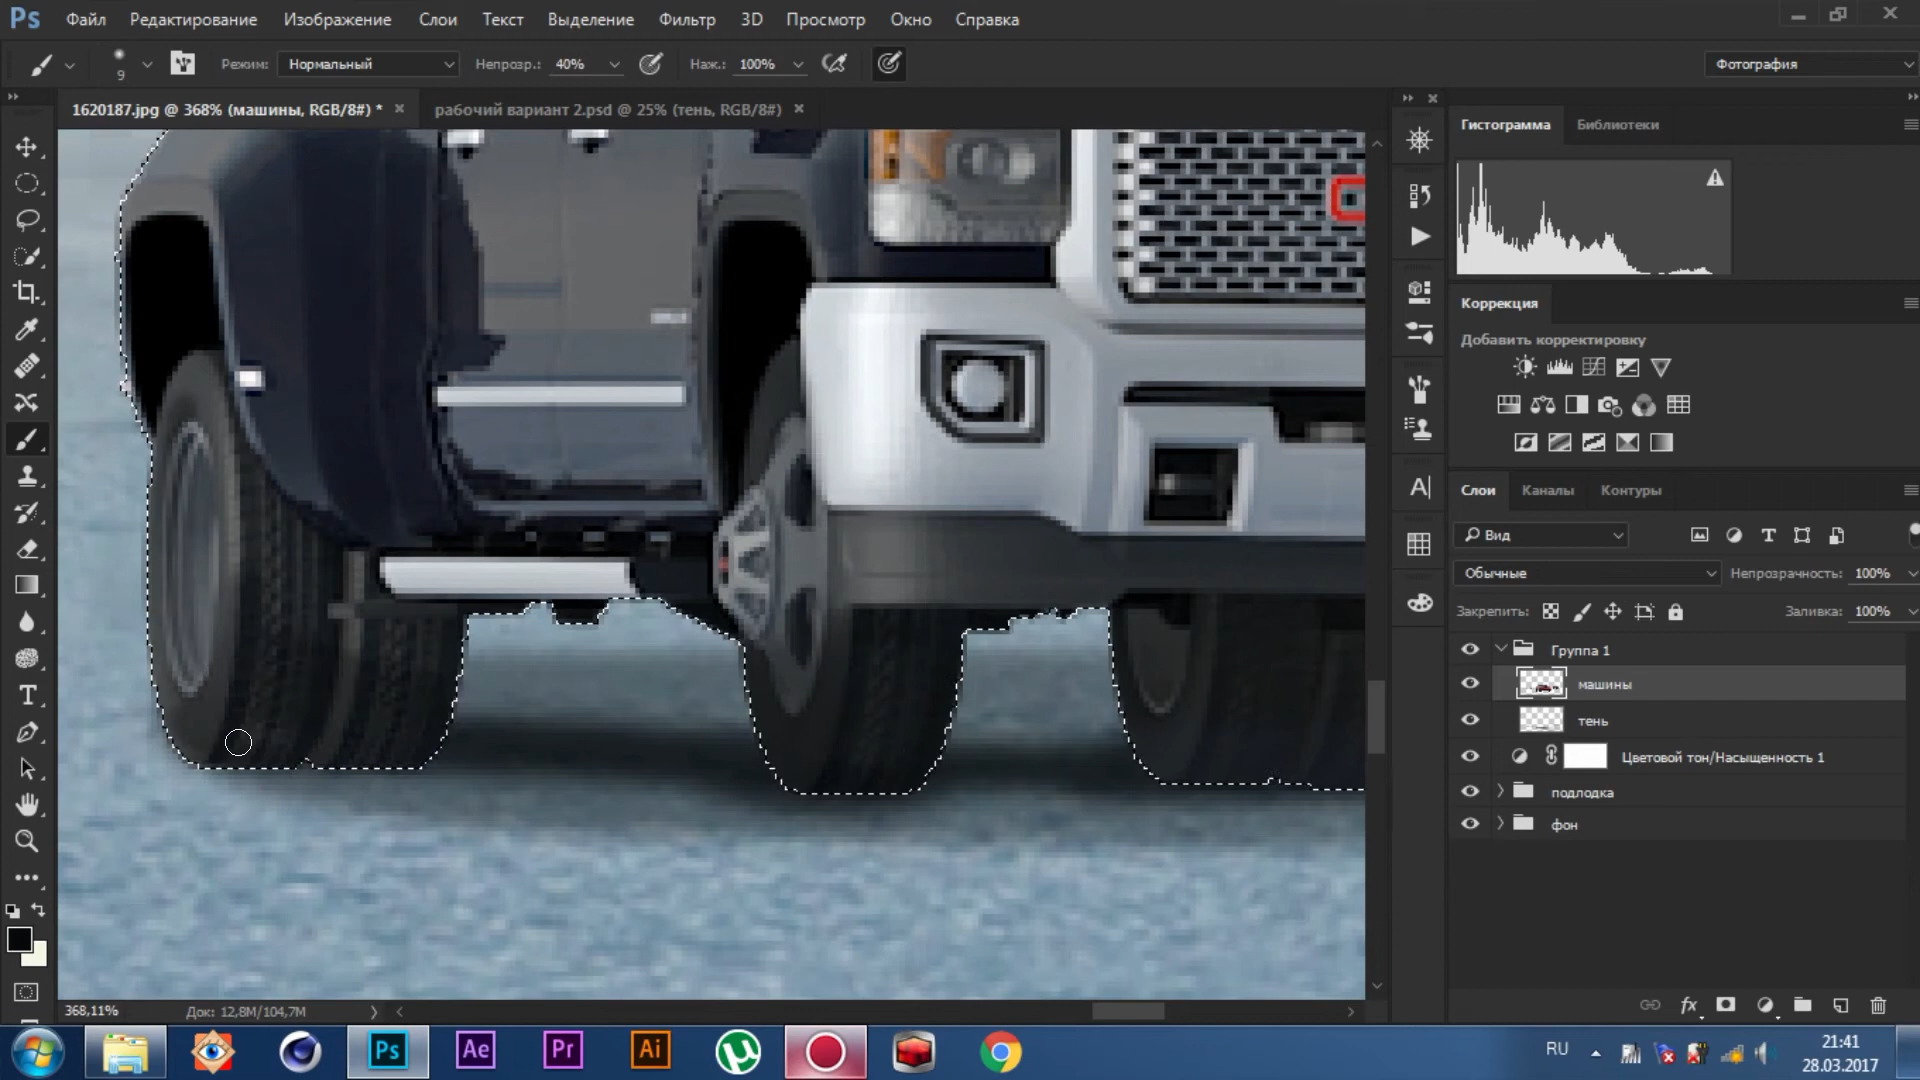 Ps Файл Редактирование Изображение Слои Текст Выделение Фильтр 3D Просмотр Окно Справка
9 Режим: Нормальный Непрозр.: 40% Наж.: 100% Фотография
1620187.jpg @ 368% (машины, RGB/8#) * × рабочий вариант 2.psd @ 25% (тень, RGB/8#) ×
Гистограмма Библиотеки
Коррекция
Добавить корректировку
Слои Каналы Контуры
Вид
Обычные Непрозрачность: 100%
Закрепить: Заливка: 100%
Группа 1
машины
тень
Цветовой тон/Насыщенность 1
подлодка
фон
368,11% Док: 12,8M/104,7M
Ps Ae Pr Ai RU 21:41
28.03.2017